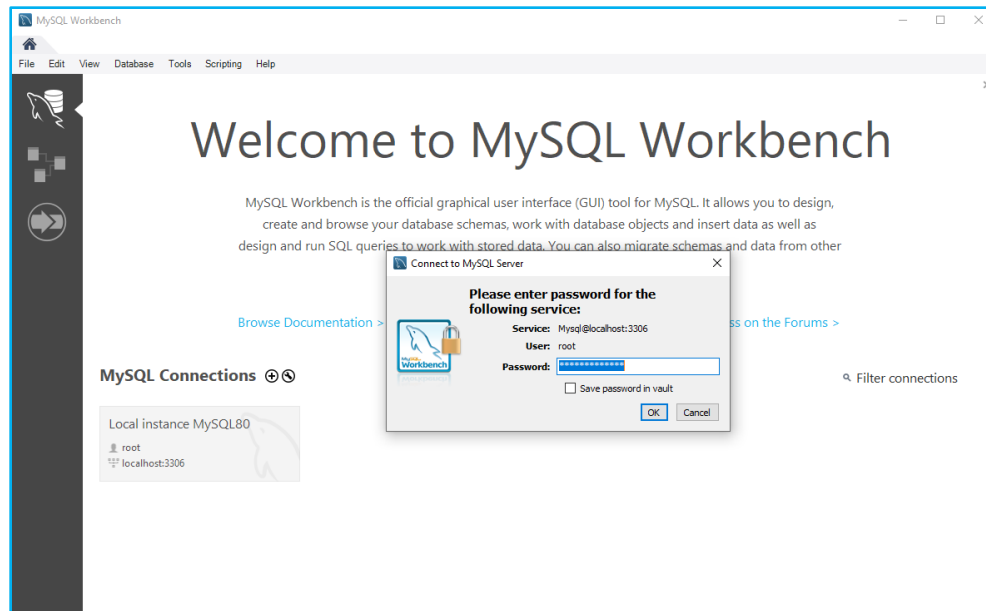 MySQL Workbench
File Edit View Database Tools Scripting Help
Welcome to MySQL Workbench
MySQL Workbench is the official graphical user interface (GUI) tool for MySQL. It allows you to design,
create and browse your database schemas, work with database objects and insert data as well as
design and run SQL queries to work with stored data. You can also migrate schemas and data from other
Connect to MySQL Server
Please enter password for the
following service:
Service: Mysql@localhost:3306
User: root
Password: *************
Save password in vault
OK Cancel
MySQL
Workbench
Browse Documentation >
on the Forums >
MySQL Connections
Filter connections
Local instance MySQL80
root
localhost:3306